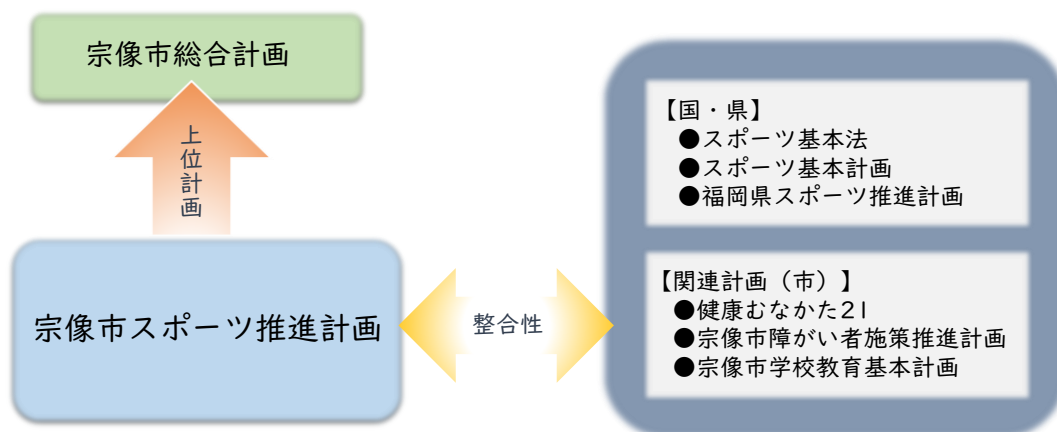 宗像市総合計画
上位計画
宗像市スポーツ推進計画
整合性
【国・県】
●スポーツ基本法
●スポーツ基本計画
●福岡県スポーツ推進計画
【関連計画（市）】
●健康むなかた21
●宗像市障がい者施策推進計画
●宗像市学校教育基本計画